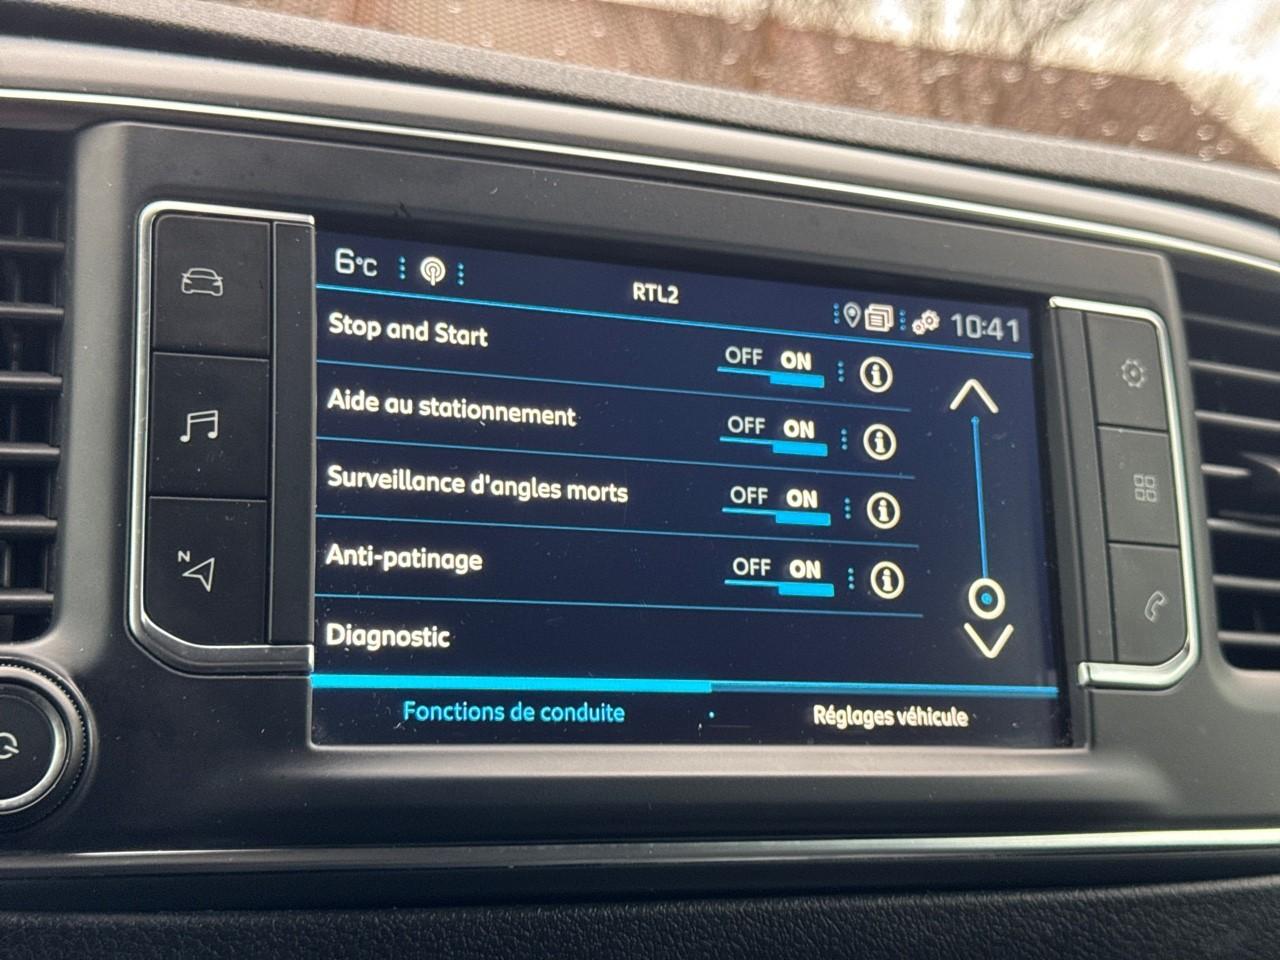 6°C RTL2 10:41
Stop and Start OFF ON
Aide au stationnement OFF ON
Surveillance d'angles morts OFF ON
Anti-patinage OFF ON
Diagnostic
Fonctions de conduite Réglages véhicule
N